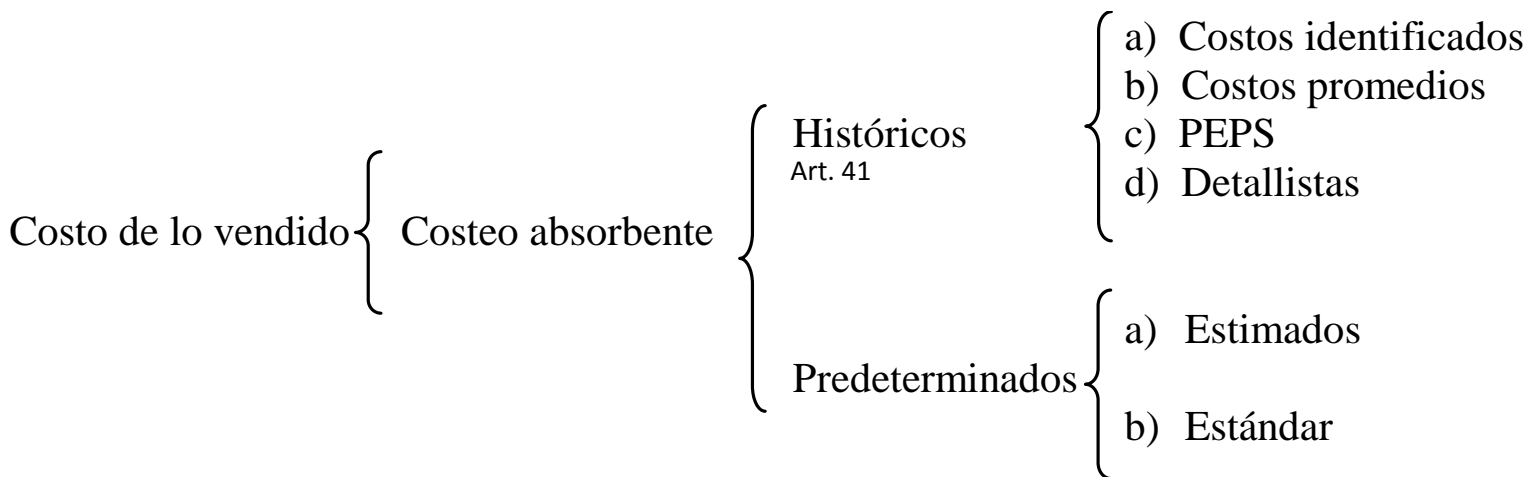 Costo de lo vendido
Costeo absorbente
Históricos
Art. 41
a) Costos identificados
b) Costos promedios
c) PEPS
d) Detallistas
Predeterminados
a) Estimados
b) Estándar